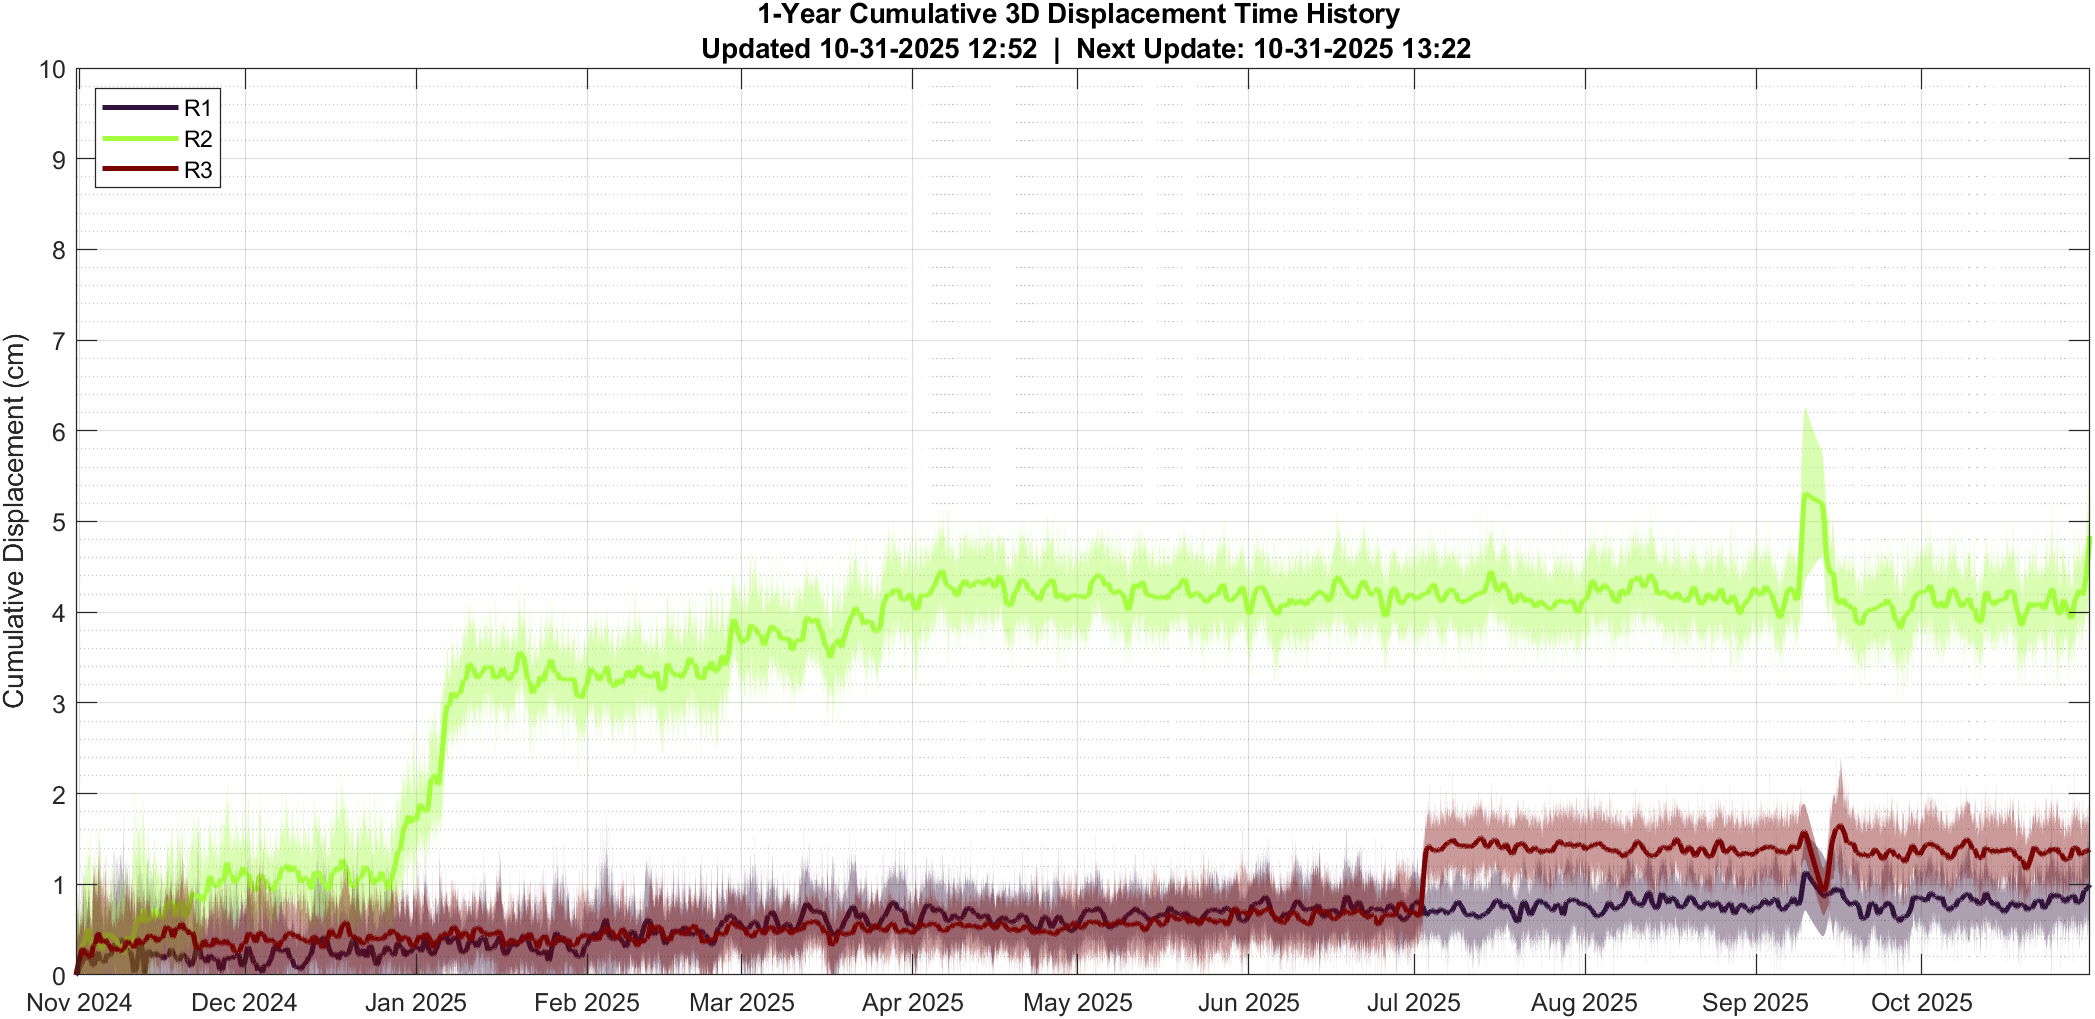 1-Year Cumulative 3D Displacement Time History
Updated 10-31-2025 12:52 | Next Update: 10-31-2025 13:22
R1
R2
R3
Cumulative Displacement (cm)
10
9
8
7
6
5
4
3
2
1
0
Nov 2024
Dec 2024
Jan 2025
Feb 2025
Mar 2025
Apr 2025
May 2025
Jun 2025
Jul 2025
Aug 2025
Sep 2025
Oct 2025